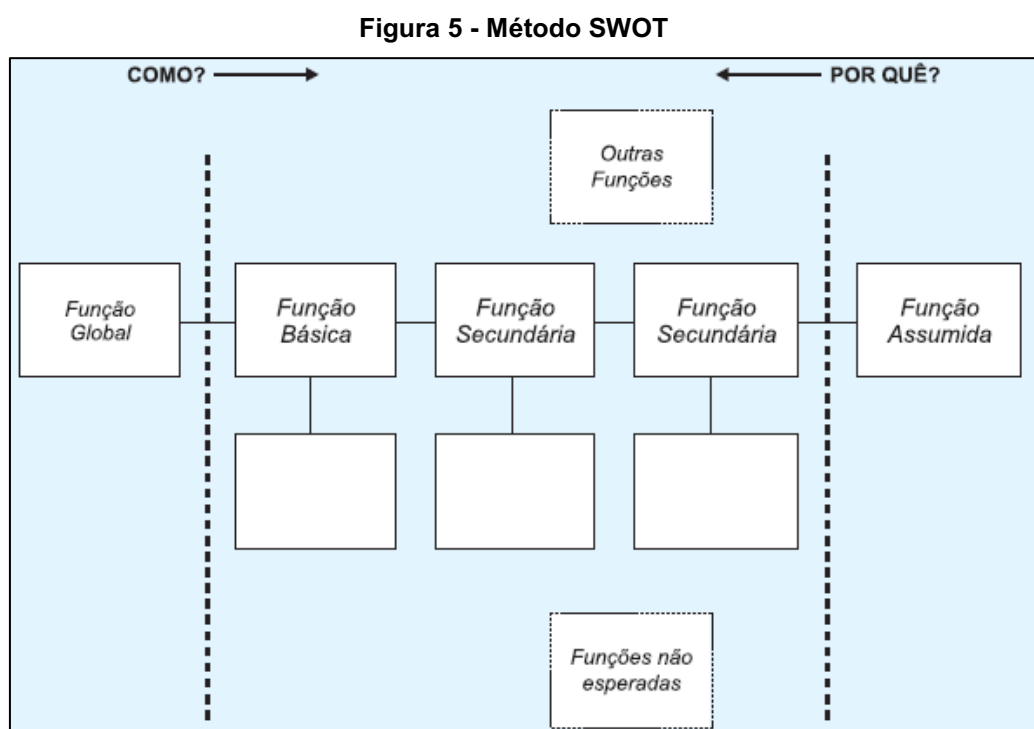 Figura 5 - Método SWOT
COMO?
POR QUÊ?
Outras
Funções
Função
Global
Função
Básica
Função
Secundária
Função
Secundária
Função
Assumida
Funções não
esperadas